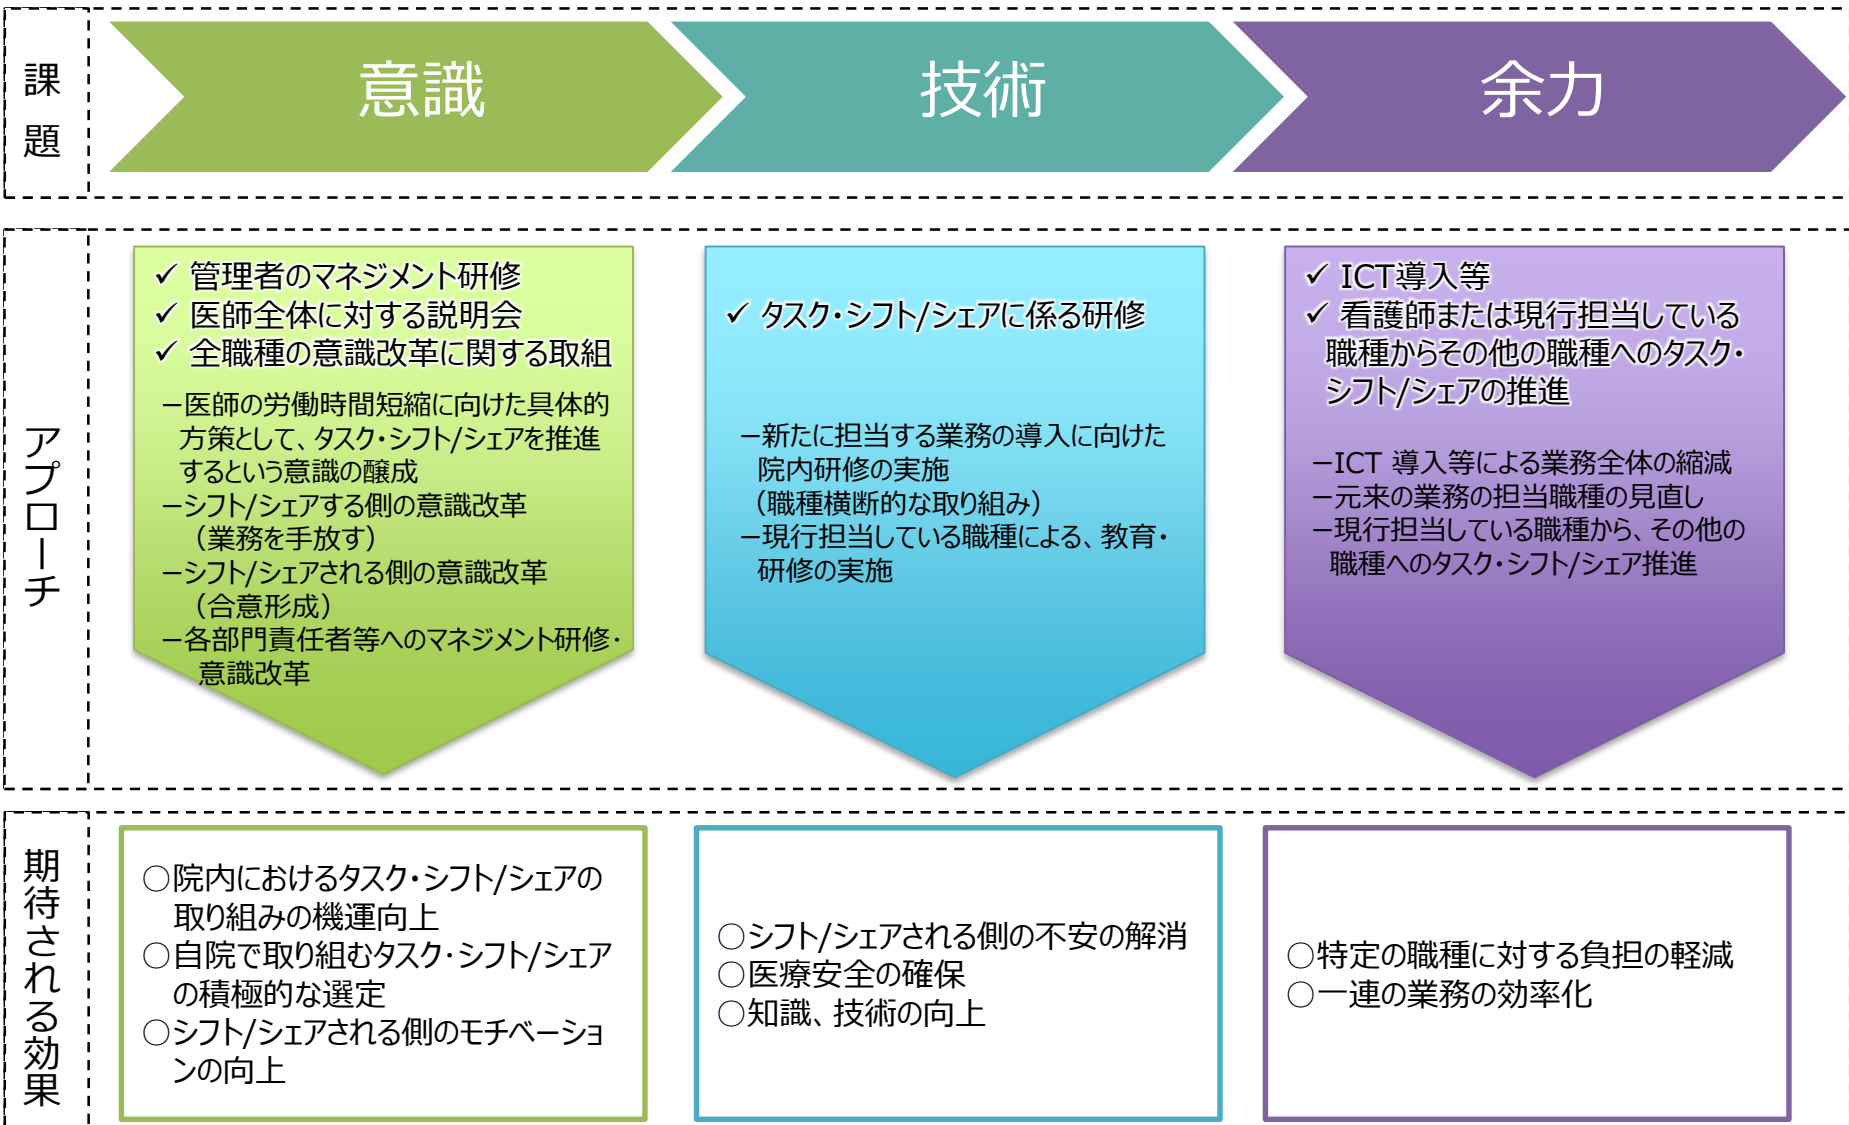 課題
意識
技術
余力
アプローチ
✓ 管理者のマネジメント研修
✓ 医師全体に対する説明会
✓ 全職種の意識改革に関する取組
－医師の労働時間短縮に向けた具体的
方策として、タスク・シフト/シェアを推進
するという意識の醸成
－シフト/シェアする側の意識改革
（業務を手放す）
－シフト/シェアされる側の意識改革
（合意形成）
－各部門責任者等へのマネジメント研修・
意識改革
✓ タスク・シフト/シェアに係る研修
－新たに担当する業務の導入に向けた
院内研修の実施
（職種横断的な取り組み）
－現行担当している職種による、教育・
研修の実施
✓ ICT導入等
✓ 看護師または現行担当している
職種からその他の職種へのタスク・
シフト/シェアの推進
－ICT 導入等による業務全体の縮減
－元来の業務の担当職種の見直し
－現行担当している職種から、その他の
職種へのタスク・シフト/シェア推進
期待される効果
○院内におけるタスク・シフト/シェアの
取り組みの機運向上
○自院で取り組むタスク・シフト/シェア
の積極的な選定
○シフト/シェアされる側のモチベーショ
ンの向上
○シフト/シェアされる側の不安の解消
○医療安全の確保
○知識、技術の向上
○特定の職種に対する負担の軽減
○一連の業務の効率化